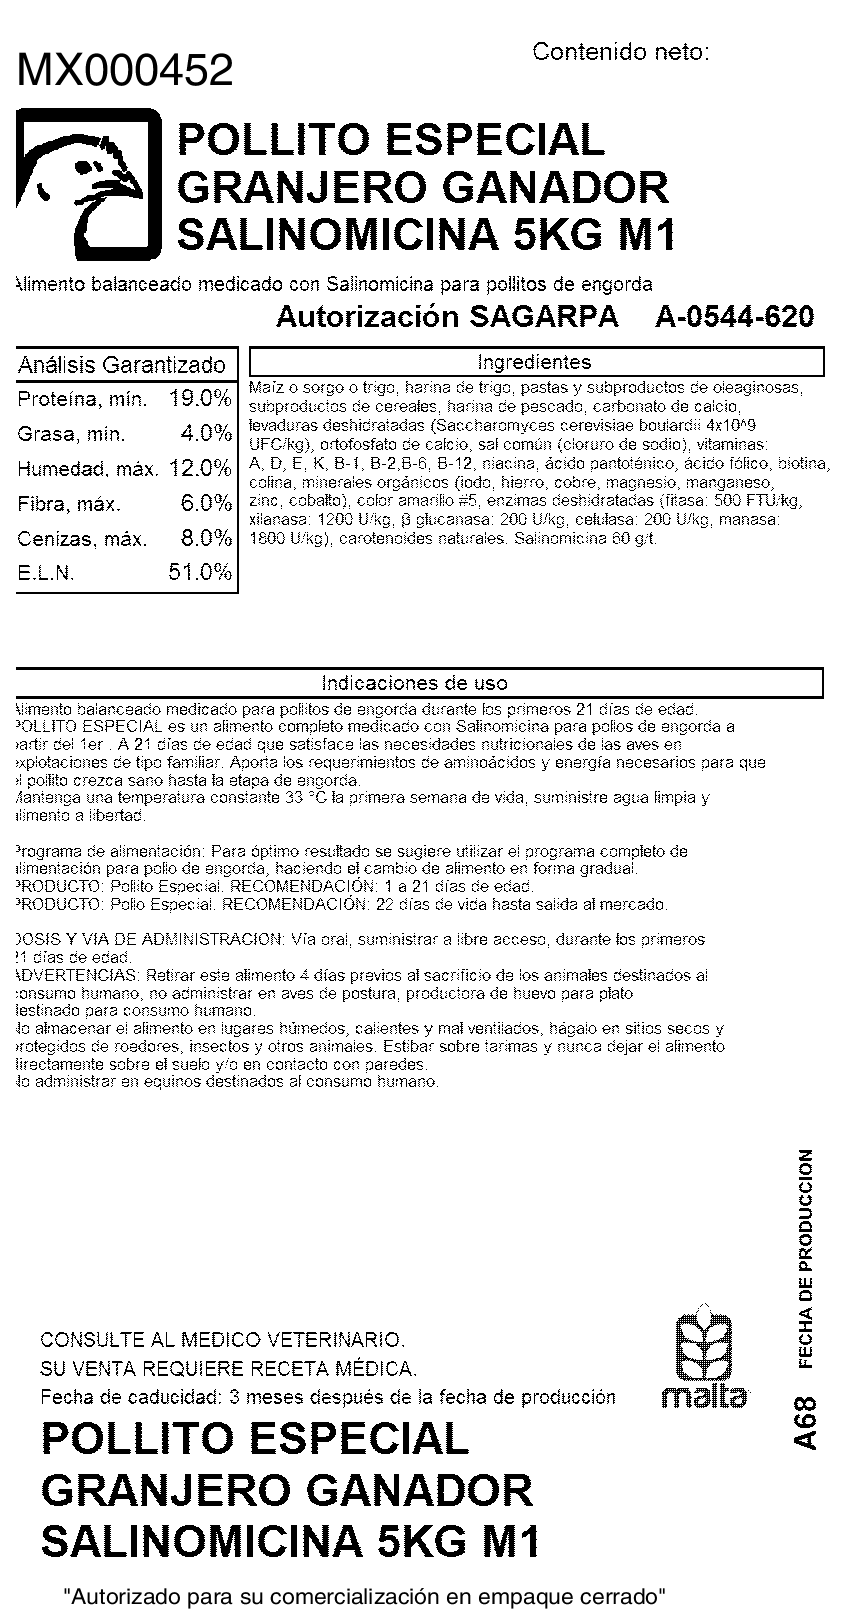 MX000452
Contenido neto:
POLLITO ESPECIAL
GRANJERO GANADOR
SALINOMICINA 5KG M1
limento balanceado medicado con Salinomicina para pollitos de engorda
Autorización SAGARPA A-0544-620
Análisis Garantizado
Proteína, mín. 19.0%
Grasa, mín. 4.0%
Humedad, máx. 12.0%
Fibra, máx. 6.0%
Cenizas, máx. 8.0%
E.L.N. 51.0%
Ingredientes
Maíz o sorgo o trigo, harina de trigo, pastas y subproductos de oleaginosas,
subproductos de cereales, harina de pescado, carbonato de calcio,
levaduras deshidratadas (Saccharomyces cerevisiae boulardii 4x10^9
UFC/kg), ortofosfato de calcio, sal común (cloruro de sodio), vitaminas:
A, D, E, K, B-1, B-2,B-6, B-12, niacina, ácido pantoténico, ácido fólico, biotina,
colina, minerales orgánicos (iodo, hierro, cobre, magnesio, manganeso,
zinc, cobalto), color amarillo #5, enzimas deshidratadas (fitasa: 500 FTU/kg,
xilanasa: 1200 U/kg, β glucanasa: 200 U/kg, celulasa: 200 U/kg, manasa:
1800 U/kg), carotenoides naturales. Salinomicina 60 g/t.
Indicaciones de uso
limento balanceado medicado para pollitos de engorda durante los primeros 21 días de edad.
OLLITO ESPECIAL es un alimento completo medicado con Salinomicina para pollos de engorda a
artir del 1er . A 21 días de edad que satisface las necesidades nutricionales de las aves en
xplotaciones de tipo familiar. Aporta los requerimientos de aminoácidos y energía necesarios para que
l pollito crezca sano hasta la etapa de engorda.
Mantenga una temperatura constante 33 °C la primera semana de vida, suministre agua limpia y
limento a libertad.
Programa de alimentación: Para óptimo resultado se sugiere utilizar el programa completo de
limentación para pollo de engorda, haciendo el cambio de alimento en forma gradual.
PRODUCTO: Pollito Especial. RECOMENDACIÓN: 1 a 21 días de edad.
PRODUCTO: Pollo Especial. RECOMENDACIÓN: 22 días de vida hasta salida al mercado.
DOSIS Y VIA DE ADMINISTRACION: Vía oral, suministrar a libre acceso, durante los primeros
21 días de edad.
ADVERTENCIAS: Retirar este alimento 4 días previos al sacrificio de los animales destinados al
consumo humano, no administrar en aves de postura, productora de huevo para plato
destinado para consumo humano.
No almacenar el alimento en lugares húmedos, calientes y mal ventilados, hágalo en sitios secos y
protegidos de roedores, insectos y otros animales. Estibar sobre tarimas y nunca dejar el alimento
directamente sobre el suelo y/o en contacto con paredes.
No administrar en equinos destinados al consumo humano.
A68 FECHA DE PRODUCCION
CONSULTE AL MEDICO VETERINARIO.
SU VENTA REQUIERE RECETA MÉDICA.
Fecha de caducidad: 3 meses después de la fecha de producción
malta
POLLITO ESPECIAL
GRANJERO GANADOR
SALINOMICINA 5KG M1
"Autorizado para su comercialización en empaque cerrado"